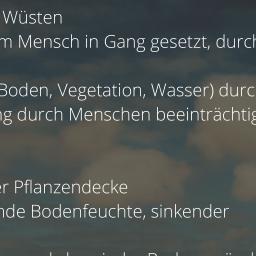 Wüsten
m Mensch in Gang gesetzt, durch
Boden, Vegetation, Wasser) durc
ng durch Menschen beeinträchtig
er Pflanzendecke
nde Bodenfeuchte, sinkender